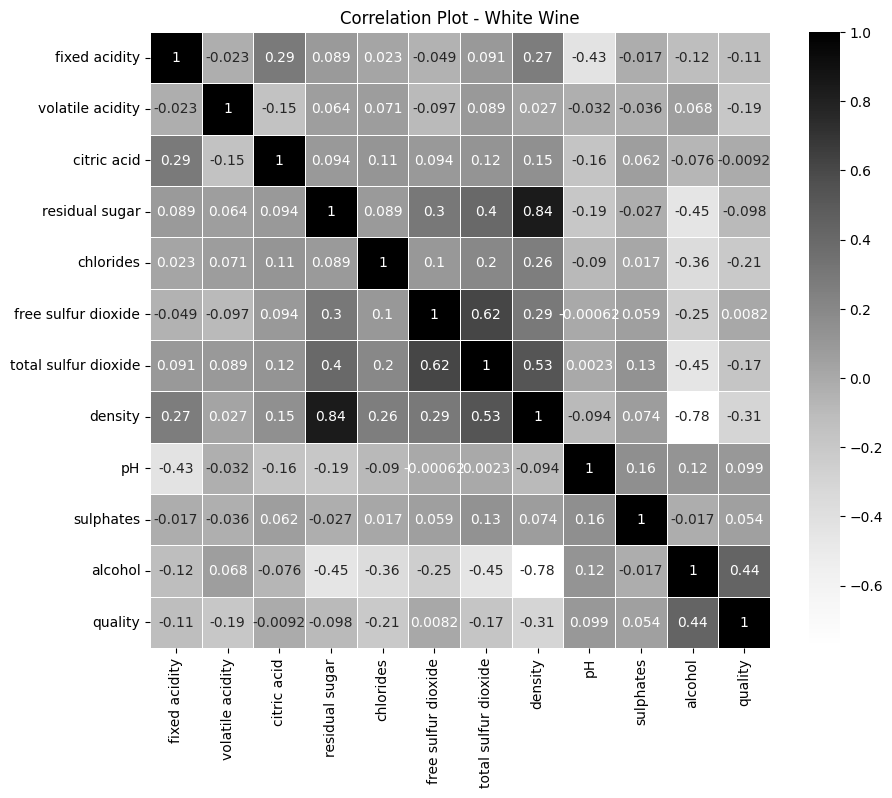 Correlation Plot - White Wine
fixed acidity 1 -0.023 0.29 0.089 0.023 -0.049 0.091 0.27 -0.43 -0.017 -0.12 -0.11
volatile acidity -0.023 1 -0.15 0.064 0.071 -0.097 0.089 0.027 -0.032 -0.036 0.068 -0.19
citric acid 0.29 -0.15 1 0.094 0.11 0.094 0.12 0.15 -0.16 0.062 -0.076 -0.0092
residual sugar 0.089 0.064 0.094 1 0.089 0.3 0.4 0.84 -0.19 -0.027 -0.45 -0.098
chlorides 0.023 0.071 0.11 0.089 1 0.1 0.2 0.26 -0.09 0.017 -0.36 -0.21
free sulfur dioxide -0.049 -0.097 0.094 0.3 0.1 1 0.62 0.29 -0.00062 0.059 -0.25 0.0082
total sulfur dioxide 0.091 0.089 0.12 0.4 0.2 0.62 1 0.53 0.0023 0.13 -0.45 -0.17
density 0.27 0.027 0.15 0.84 0.26 0.29 0.53 1 -0.094 0.074 -0.78 -0.31
pH -0.43 -0.032 -0.16 -0.19 -0.09 -0.00062 0.0023 -0.094 1 0.16 0.12 0.099
sulphates -0.017 -0.036 0.062 -0.027 0.017 0.059 0.13 0.074 0.16 1 -0.017 0.054
alcohol -0.12 0.068 -0.076 -0.45 -0.36 -0.25 -0.45 -0.78 0.12 -0.017 1 0.44
quality -0.11 -0.19 -0.0092 -0.098 -0.21 0.0082 -0.17 -0.31 0.099 0.054 0.44 1
fixed acidity
volatile acidity
citric acid
residual sugar
chlorides
free sulfur dioxide
total sulfur dioxide
density
pH
sulphates
alcohol
quality
1.0
0.8
0.6
0.4
0.2
0.0
-0.2
-0.4
-0.6